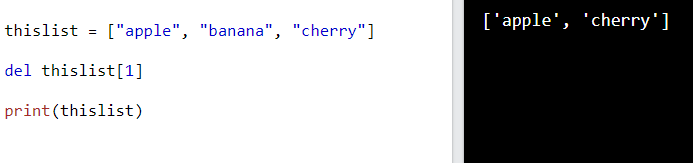 thislist = ["apple", "banana", "cherry"]
del thislist[1]
print(thislist)
['apple', 'cherry']